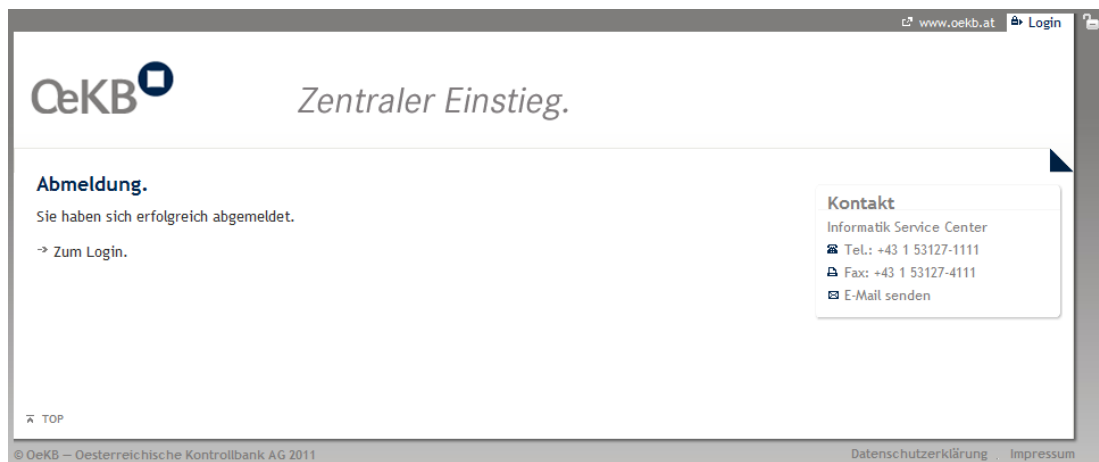 www.oekb.at Login
OeKB
Zentraler Einstieg.
Abmeldung.
Sie haben sich erfolgreich abgemeldet.
Zum Login.
Kontakt
Informatik Service Center
Tel.: +43 1 53127-1111
Fax: +43 1 53127-4111
E-Mail senden
TOP
© OeKB — Oesterreichische Kontrollbank AG 2011
Datenschutzerklärung . Impressum